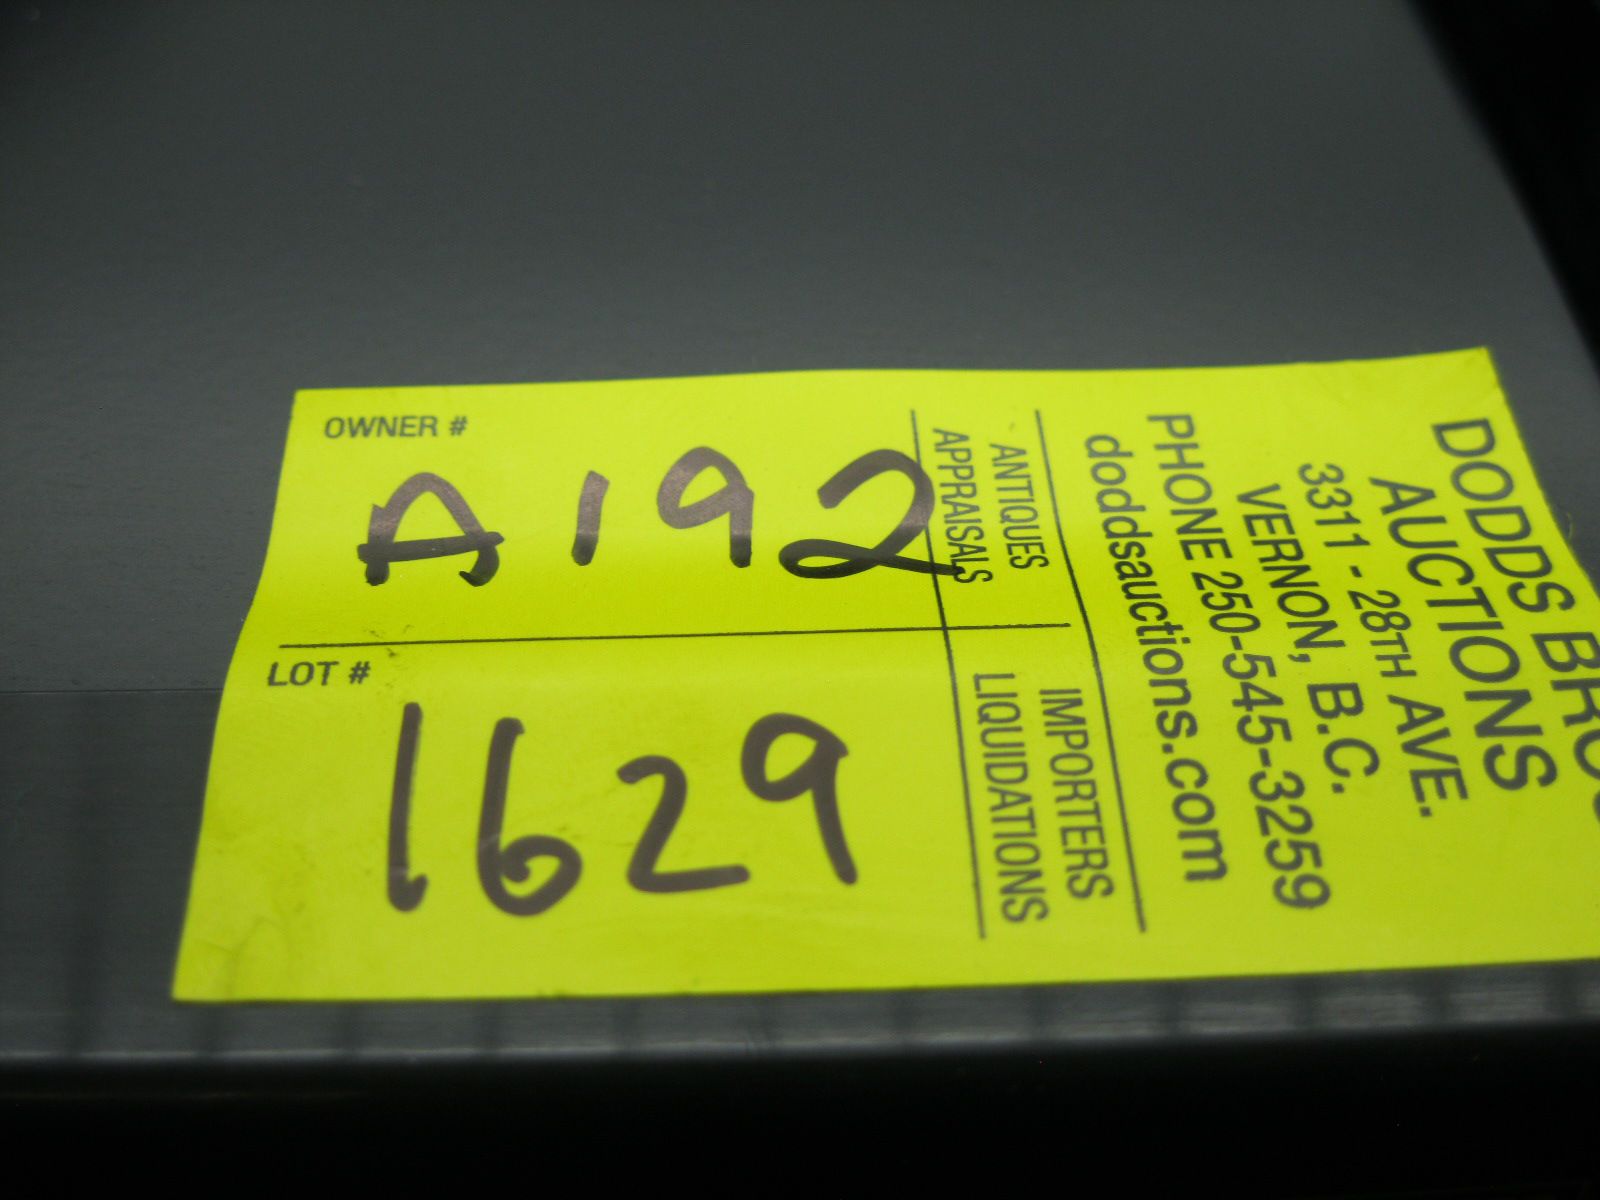 OWNER #
A192
LOT #
1629
ANTIQUES
APPRAISALS
IMPORTERS
LIQUIDATIONS
DODDS
AUCTIONS
3311 - 28TH AVE.
VERNON, B.C.
PHONE 250-545-3259
doddsauctions.com